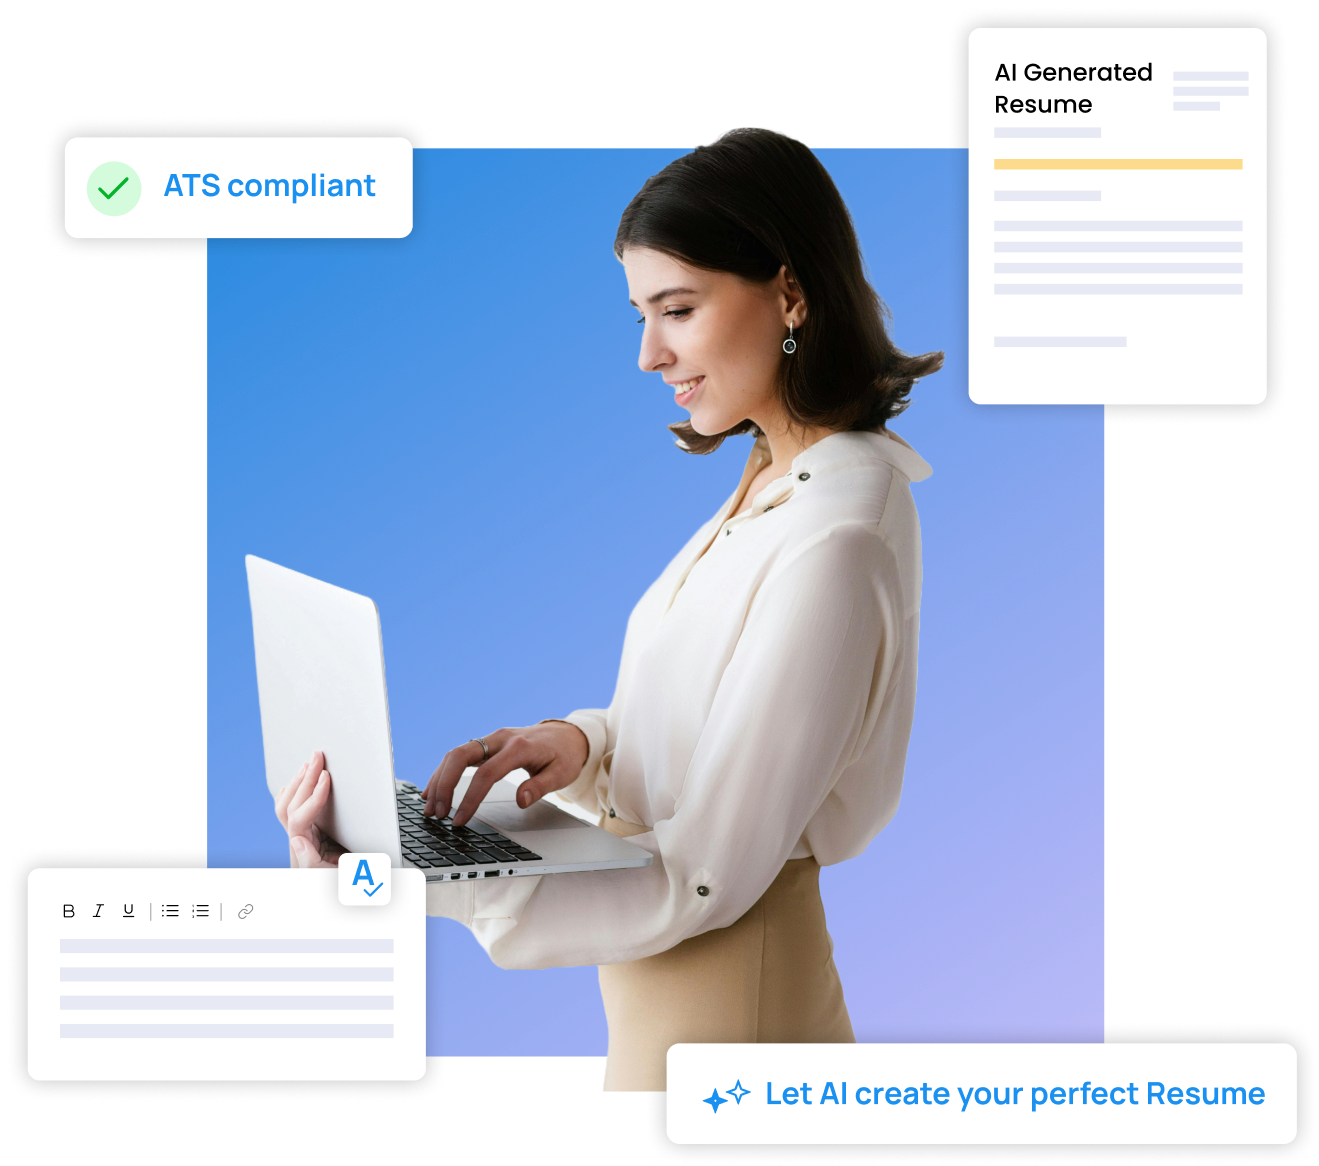 AI Generated
Resume
ATS compliant
A
B I U
Let AI create your perfect Resume